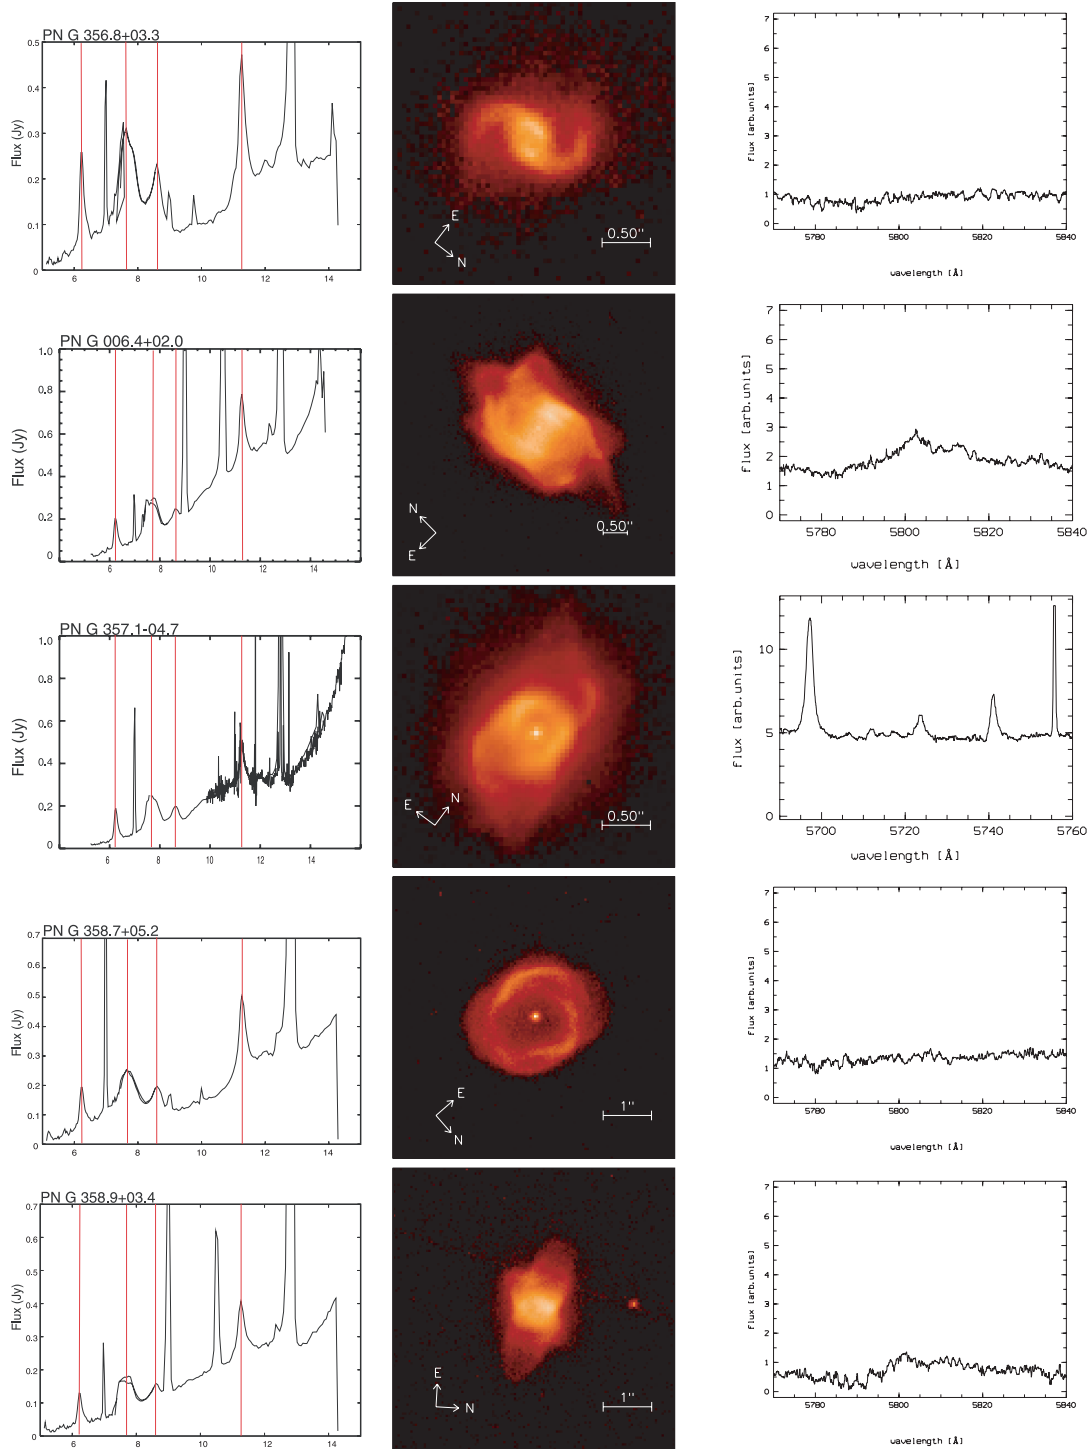 PN G 356.8+03.3
Flux (Jy)
0.5
0.4
0.3
0.2
0.1
0
6 8 10 12 14
E
N
0.50"
flux [arb.units]
7
6
5
4
3
2
1
0
5780 5800 5820 5840
wavelength [Å]
PN G 006.4+02.0
Flux (Jy)
1.0
0.8
0.6
0.4
0.2
0
6 8 10 12 14
N
E
0.50"
flux [arb.units]
7
6
5
4
3
2
1
0
5780 5800 5820 5840
wavelength [Å]
PN G 357.1-04.7
Flux (Jy)
1.0
0.8
0.6
0.4
0.2
0
6 8 10 12 14
E
N
0.50"
flux [arb.units]
10
5
0
5700 5720 5740 5760
wavelength [Å]
PN G 358.7+05.2
Flux (Jy)
0.7
0.5
0.4
0.3
0.2
0.1
0
6 8 10 12 14
E
N
1"
flux [arb.units]
7
6
5
4
3
2
1
0
5780 5800 5820 5840
wavelength [Å]
PN G 358.9+03.4
Flux (Jy)
0.7
0.5
0.4
0.3
0.2
0.1
0
6 8 10 12 14
E
N
1"
flux [arb.units]
7
6
5
4
3
2
1
0
5780 5800 5820 5840
wavelength [Å]